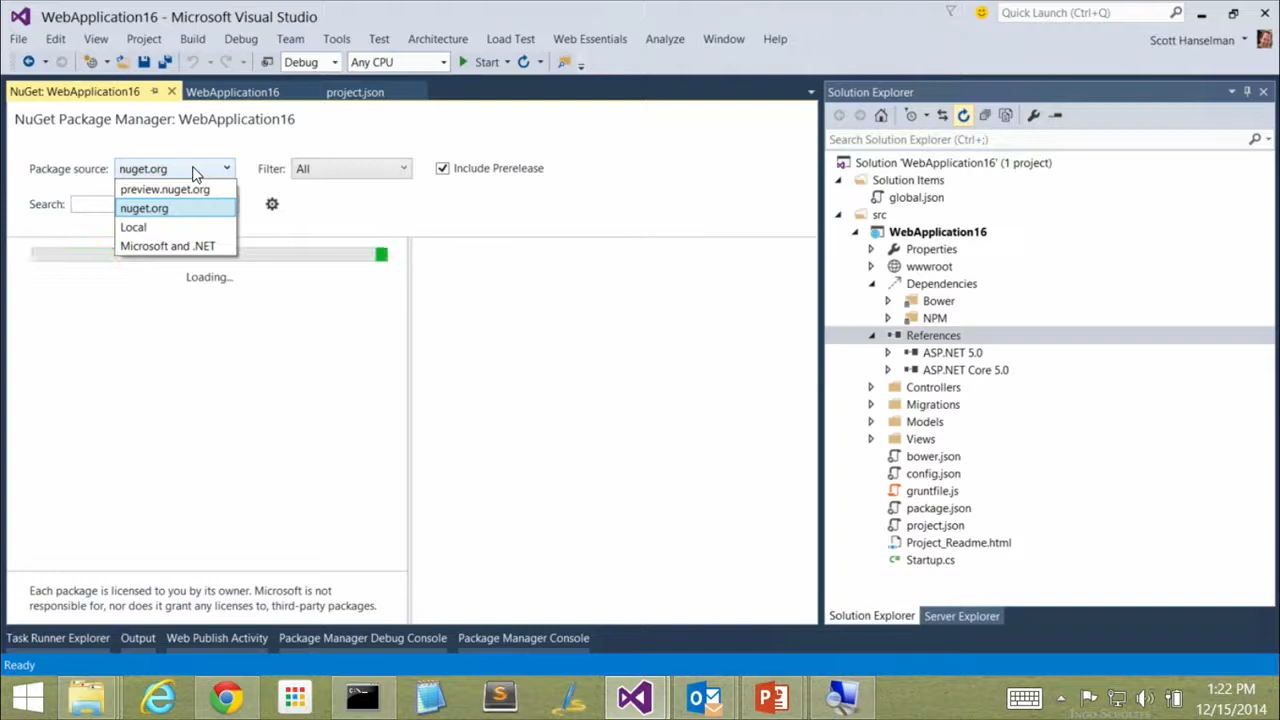 WebApplication16 - Microsoft Visual Studio
Quick Launch (Ctrl+Q)
File Edit View Project Build Debug Team Tools Test Architecture Load Test Web Essentials Analyze Window Help
Scott Hanselman
Debug Any CPU Start
NuGet: WebApplication16 WebApplication16 project.json
NuGet Package Manager: WebApplication16
Package source: nuget.org Filter: All Include Prerelease
preview.nuget.org
Search:
nuget.org
Local
Microsoft and .NET
Loading...
Each package is licensed to you by its owner. Microsoft is not
responsible for, nor does it grant any licenses to, third-party packages.
Solution Explorer
Search Solution Explorer (Ctrl+;)
Solution 'WebApplication16' (1 project)
Solution Items
global.json
src
WebApplication16
Properties
wwwroot
Dependencies
Bower
NPM
References
ASP.NET 5.0
ASP.NET Core 5.0
Controllers
Migrations
Models
Views
bower.json
config.json
gruntfile.js
package.json
project.json
Project_Readme.html
Startup.cs
Solution Explorer Server Explorer
Task Runner Explorer Output Web Publish Activity Package Manager Debug Console Package Manager Console
Ready
1:22 PM
12/15/2014